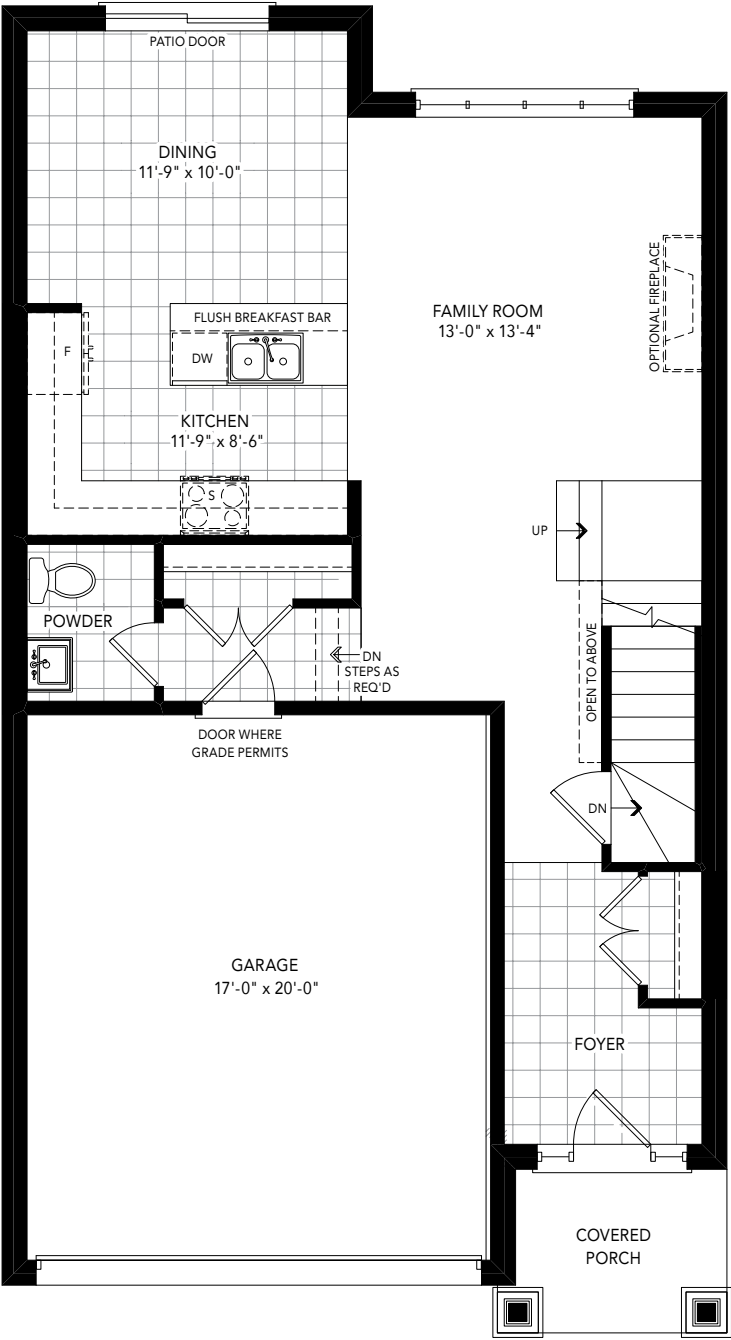 PATIO DOOR
DINING
11'-9" x 10'-0"
FLUSH BREAKFAST BAR
F
DW
KITCHEN
11'-9" x 8'-6"
S
FAMILY ROOM
13'-0" x 13'-4"
OPTIONAL FIREPLACE
UP
POWDER
DN
STEPS AS
REQ'D
OPEN TO ABOVE
DOOR WHERE
GRADE PERMITS
DN
GARAGE
17'-0" x 20'-0"
FOYER
COVERED
PORCH